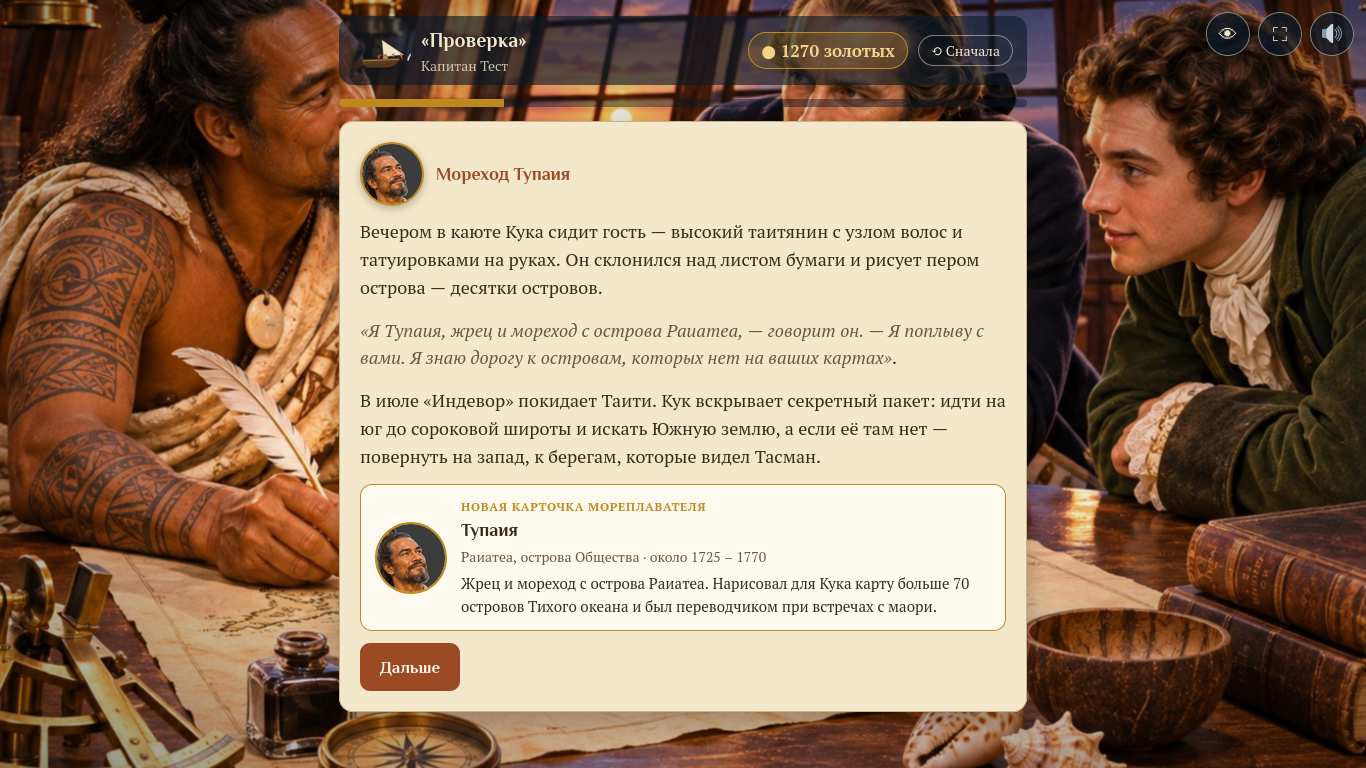 «Проверка»
Капитан Тест
1270 золотых
⟲ Сначала
Мореход Тупаия
Вечером в каюте Кука сидит гость — высокий таитянин с узлом волос и
татуировками на руках. Он склонился над листом бумаги и рисует пером
острова — десятки островов.
«Я Тупаия, жрец и мореход с острова Раиатеа, — говорит он. — Я поплыву с
вами. Я знаю дорогу к островам, которых нет на ваших картах».
В июле «Индевор» покидает Таити. Кук вскрывает секретный пакет: идти на
юг до сороковой широты и искать Южную землю, а если её там нет —
повернуть на запад, к берегам, которые видел Тасман.
НОВАЯ КАРТОЧКА МОРЕПЛАВАТЕЛЯ
Тупаия
Раиатеа, острова Общества · около 1725 – 1770
Жрец и мореход с острова Раиатеа. Нарисовал для Кука карту больше 70
островов Тихого океана и был переводчиком при встречах с маори.
Дальше